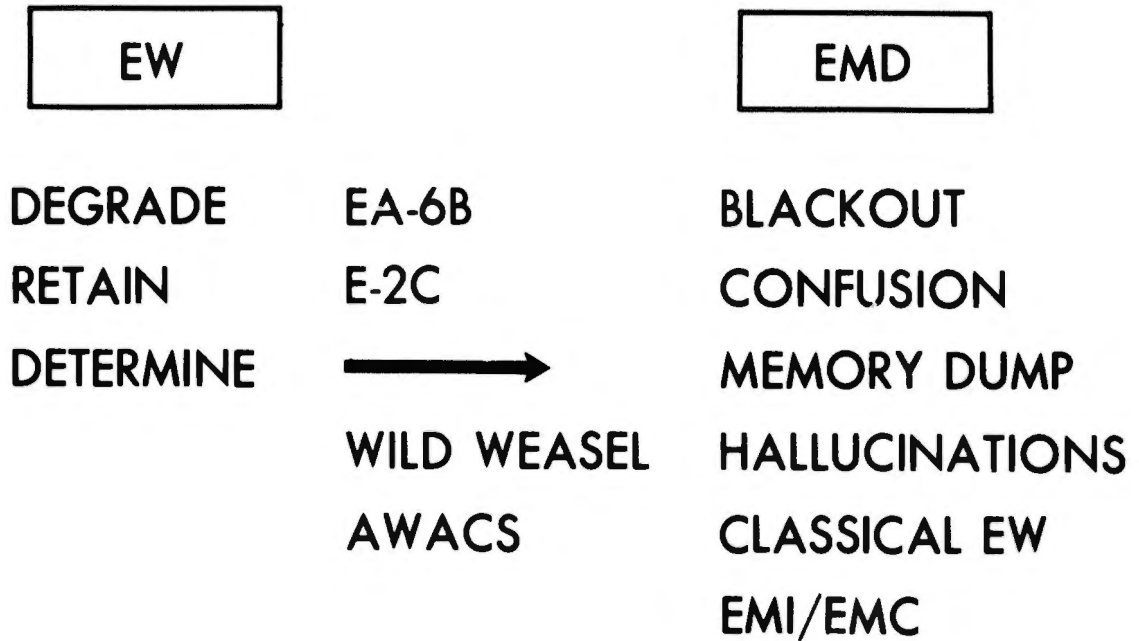 EW EMD
DEGRADE EA-6B BLACKOUT
RETAIN E-2C CONFUSION
DETERMINE MEMORY DUMP
WILD WEASEL HALLUCINATIONS
AWACS CLASSICAL EW
EMI/EMC